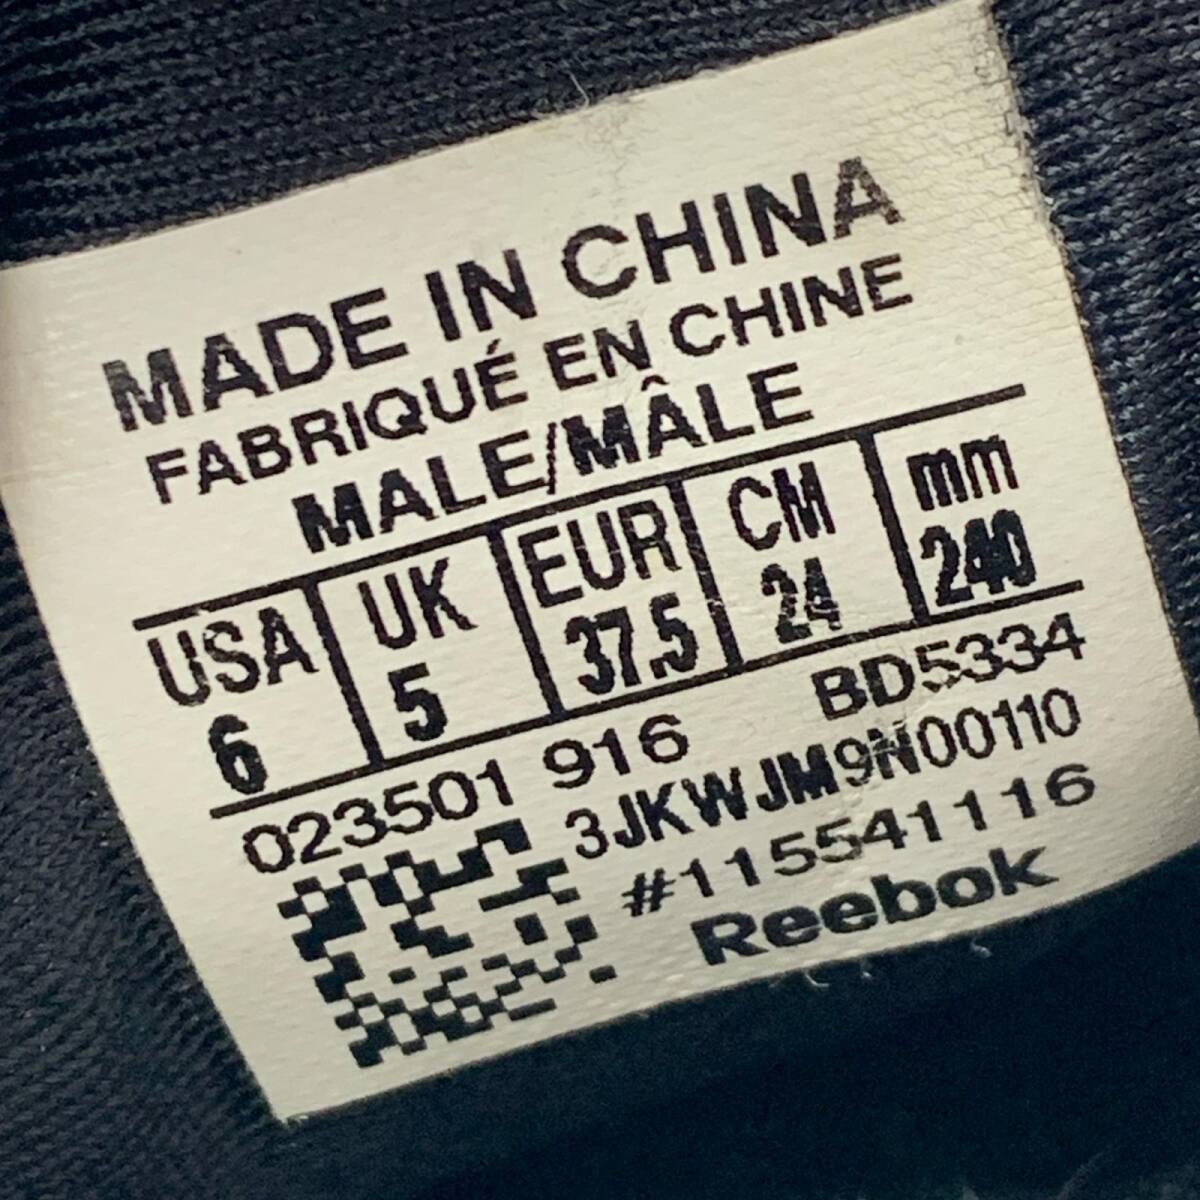 MADE IN CHINA
FABRIQUÉ EN CHINE
MALE/MÂLE
USA UK EUR CM mm
6 5 37.5 24 240
023501 916 BD5334
3JKWJM9N00110
#115541116
Reebok